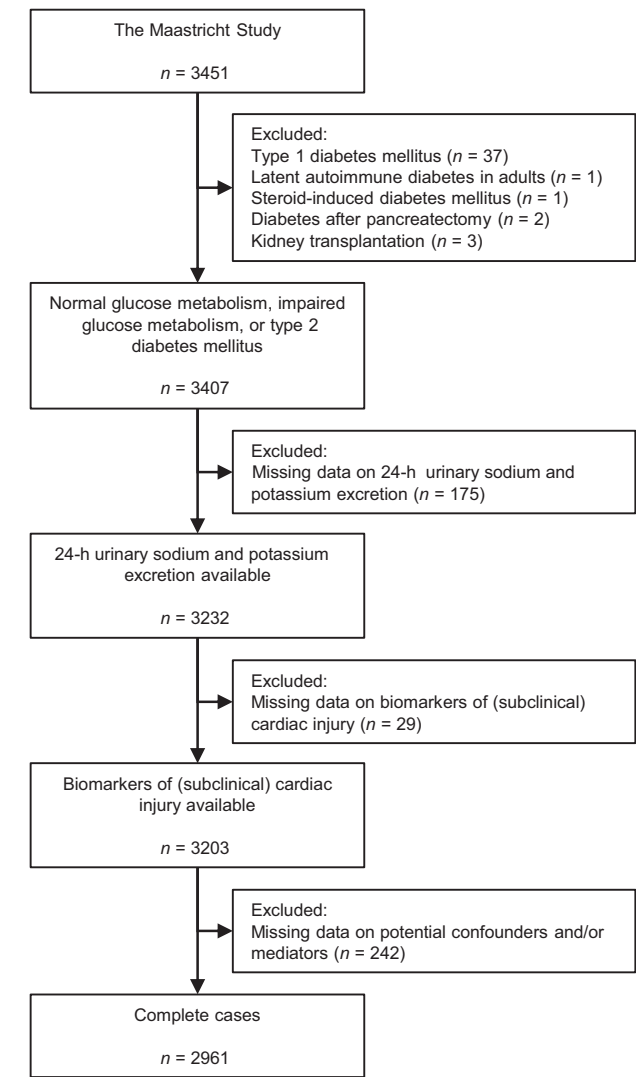 The Maastricht Study
n = 3451
Excluded:
Type 1 diabetes mellitus (n = 37)
Latent autoimmune diabetes in adults (n = 1)
Steroid-induced diabetes mellitus (n = 1)
Diabetes after pancreatectomy (n = 2)
Kidney transplantation (n = 3)
Normal glucose metabolism, impaired
glucose metabolism, or type 2
diabetes mellitus
n = 3407
Excluded:
Missing data on 24-h urinary sodium and
potassium excretion (n = 175)
24-h urinary sodium and potassium
excretion available
n = 3232
Excluded:
Missing data on biomarkers of (subclinical)
cardiac injury (n = 29)
Biomarkers of (subclinical) cardiac
injury available
n = 3203
Excluded:
Missing data on potential confounders and/or
mediators (n = 242)
Complete cases
n = 2961